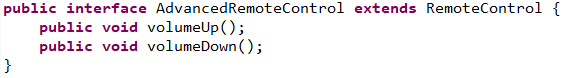 public interface AdvancedRemoteControl extends RemoteControl {
    public void volumeUp();
    public void volumeDown();
}